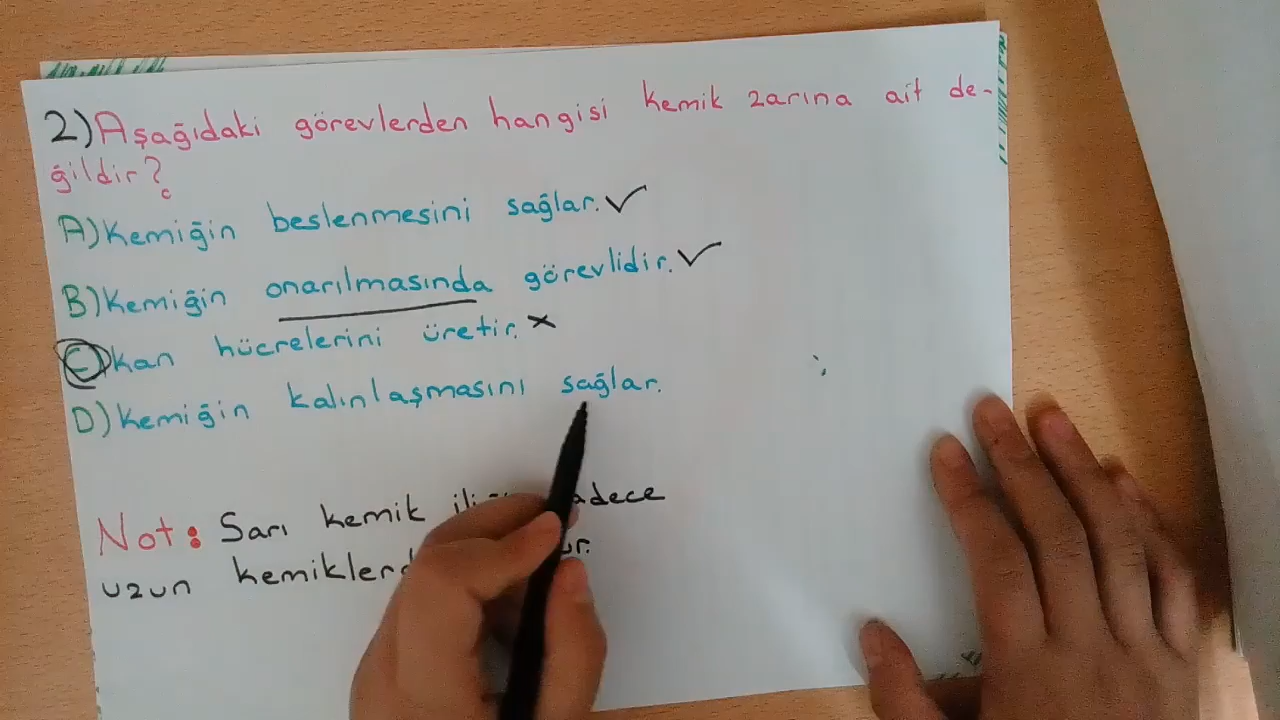 2) Aşağıdaki görevlerden hangisi kemik zarına ait de-
ğildir?
A) Kemiğin beslenmesini sağlar. ✓
B) Kemiğin onarılmasında görevlidir. ✓
C) kan hücrelerini üretir. ×
D) Kemiğin kalınlaşmasını sağlar.
Not: Sarı kemik
uzun